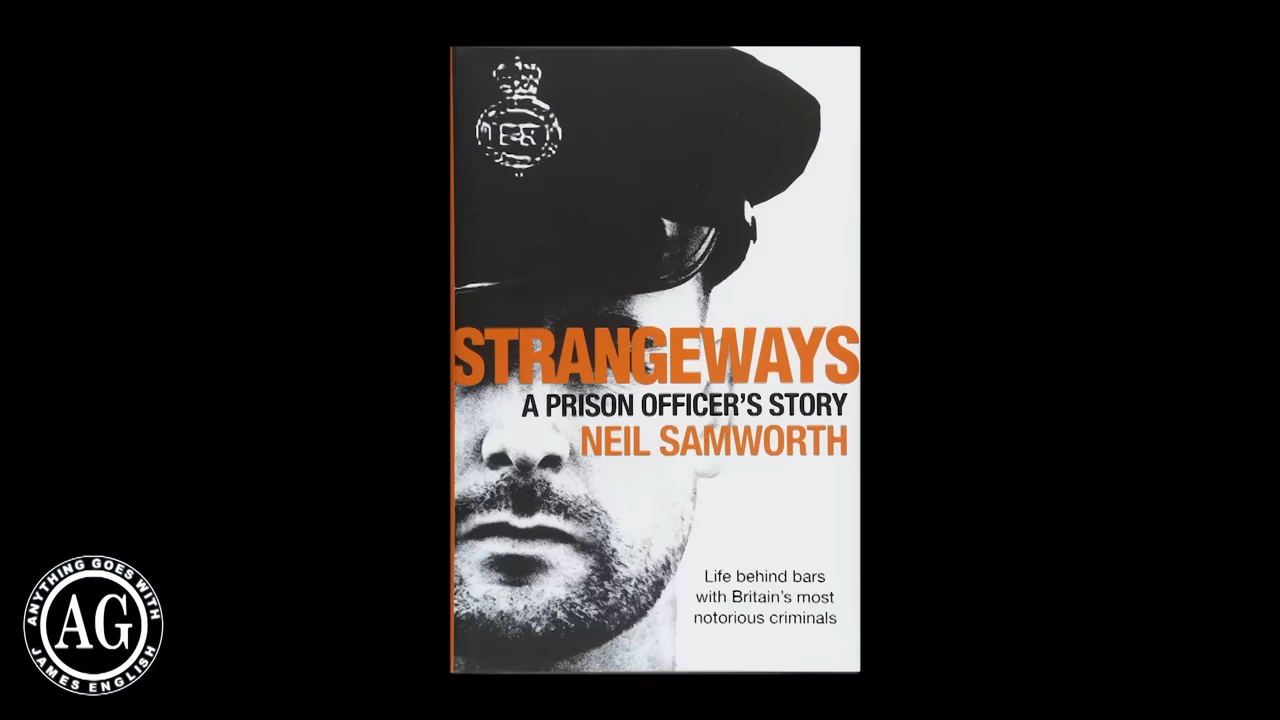 EIIR
STRANGEWAYS
A PRISON OFFICER'S STORY
NEIL SAMWORTH
Life behind bars
with Britain's most
notorious criminals
ANYTHING GOES WITH
AG
JAMES ENGLISH